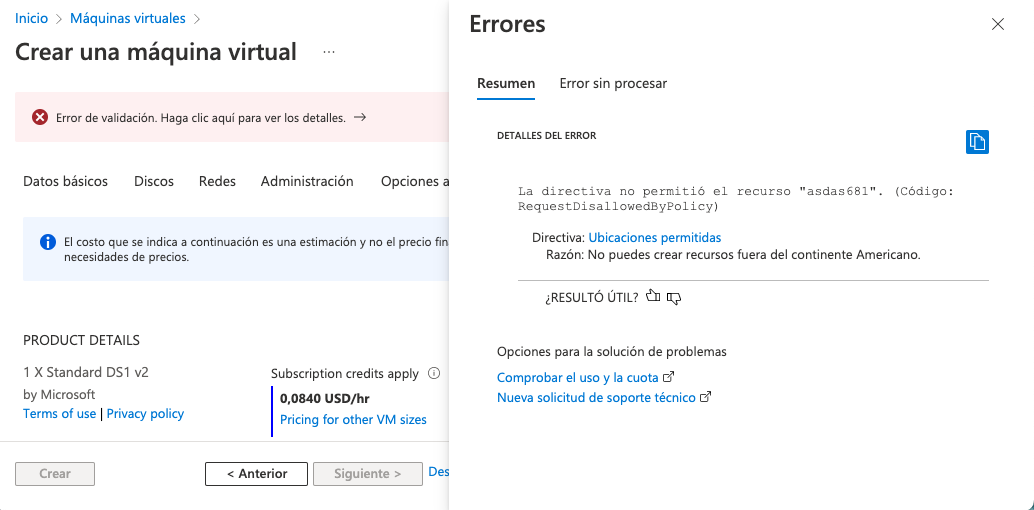 Inicio > Máquinas virtuales >
Crear una máquina virtual ...
Error de validación. Haga clic aquí para ver los detalles. →
Datos básicos Discos Redes Administración Opciones a
El costo que se indica a continuación es una estimación y no el precio fin
necesidades de precios.
PRODUCT DETAILS
1 X Standard DS1 v2
by Microsoft
Terms of use | Privacy policy
Subscription credits apply
0,0840 USD/hr
Pricing for other VM sizes
Crear
< Anterior
Siguiente >
Des
Errores
Resumen Error sin procesar
DETALLES DEL ERROR
La directiva no permitió el recurso "asdas681". (Código:
RequestDisallowedByPolicy)
Directiva: Ubicaciones permitidas
Razón: No puedes crear recursos fuera del continente Americano.
¿RESULTÓ ÚTIL?
Opciones para la solución de problemas
Comprobar el uso y la cuota
Nueva solicitud de soporte técnico